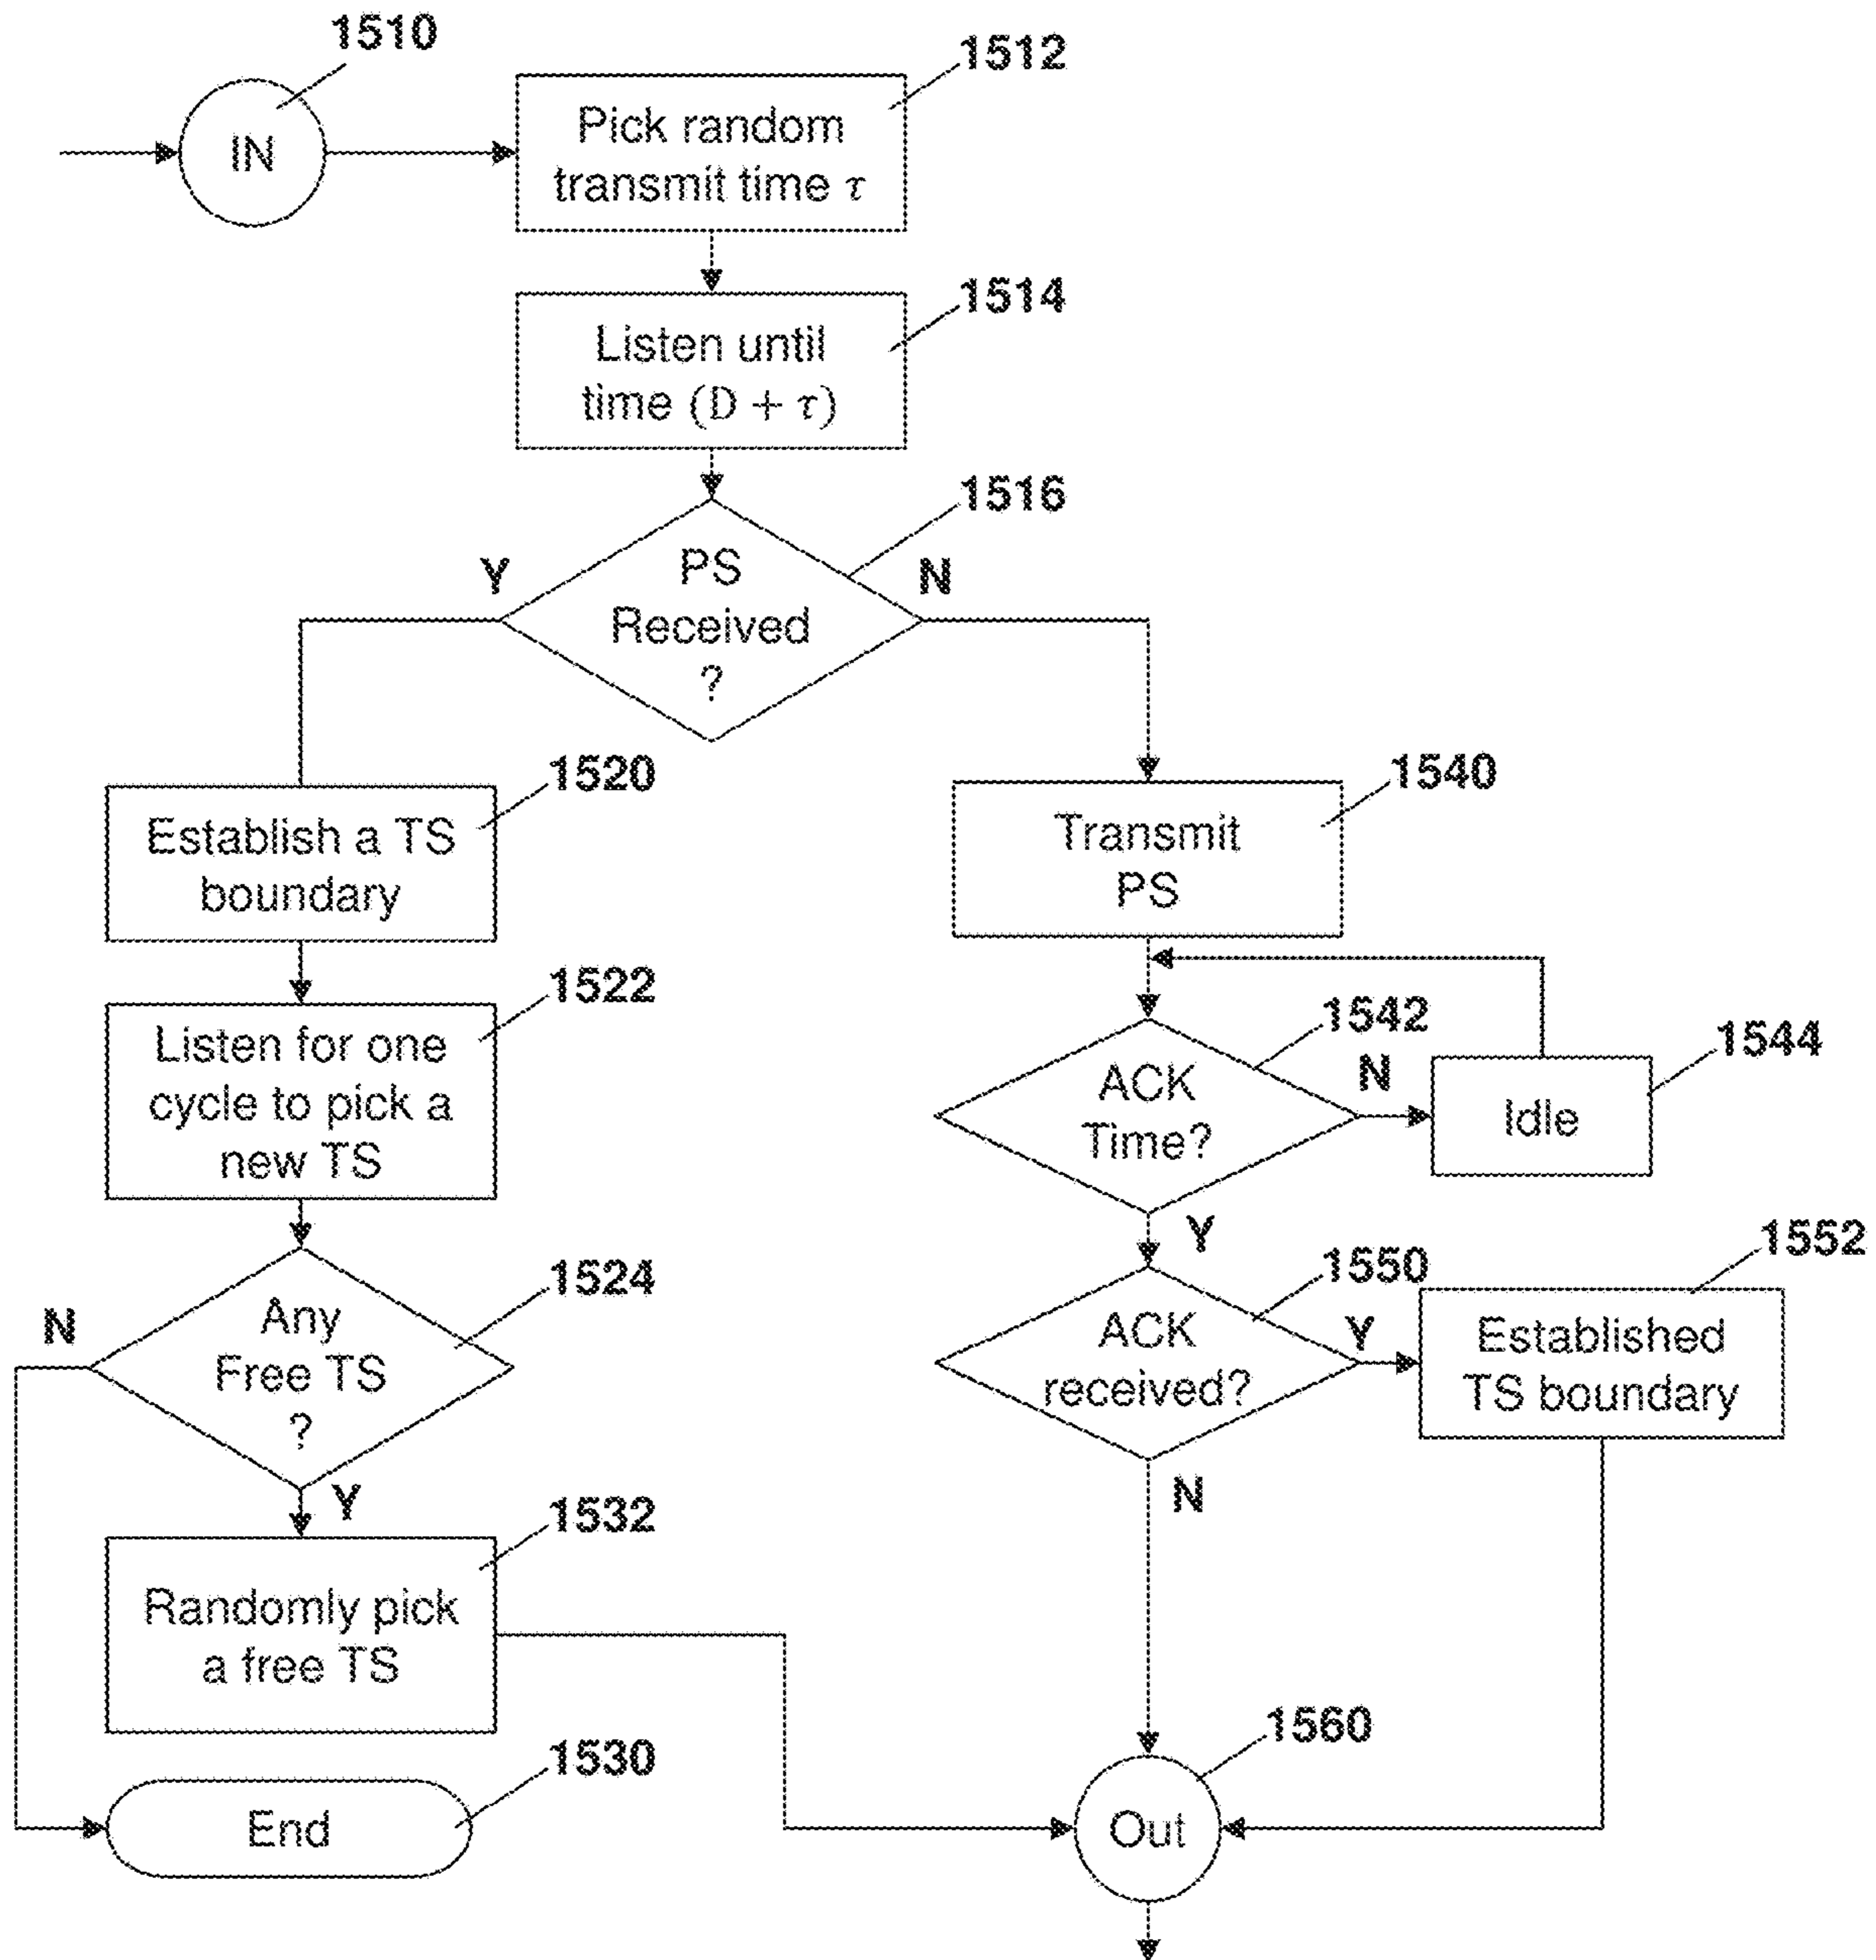 1510
IN
1512
Pick random
transmit time τ
1514
Listen until
time (D + τ)
1516
PS
Received
?
Y
N
1520
Establish a TS
boundary
1540
Transmit
PS
1522
Listen for one
cycle to pick a
new TS
1542
ACK
Time?
N
1544
Idle
Y
1524
Any
Free TS
?
N
Y
1550
ACK
received?
Y
1552
Established
TS boundary
N
1532
Randomly pick
a free TS
1530
End
1560
Out